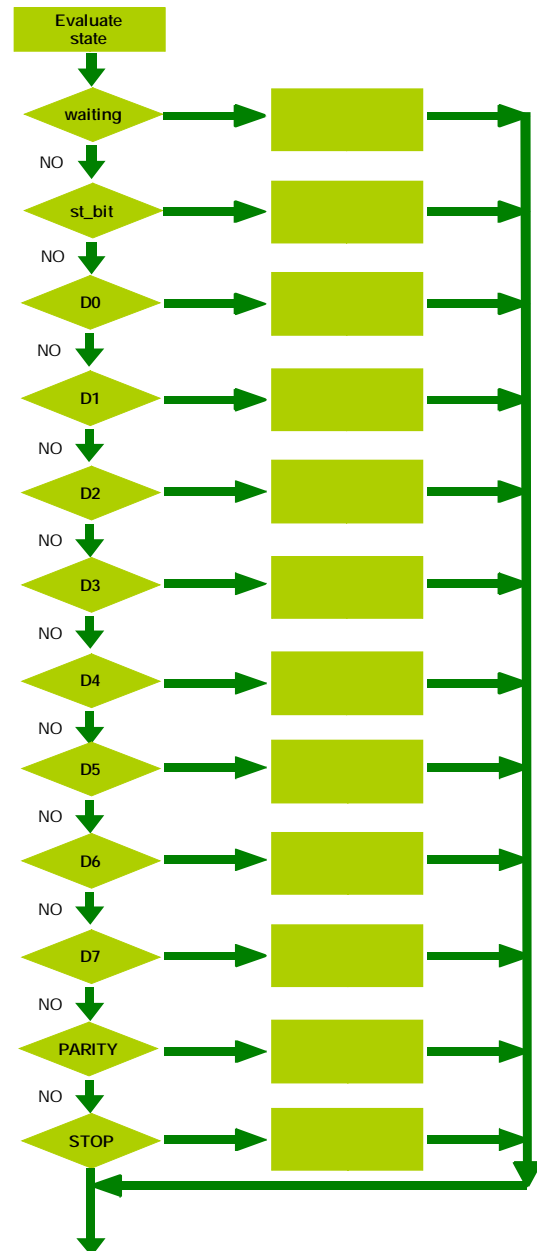 Evaluate
state
waiting
NO
st_bit
NO
D0
NO
D1
NO
D2
NO
D3
NO
D4
NO
D5
NO
D6
NO
D7
NO
PARITY
NO
STOP